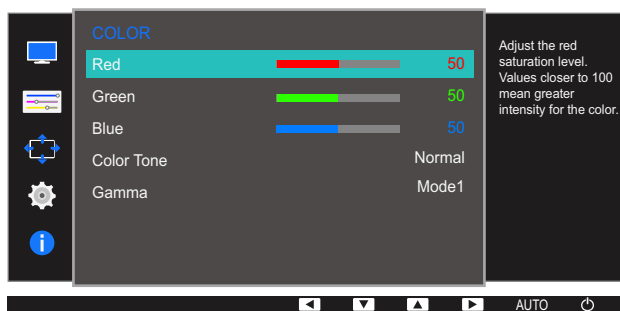 COLOR
Red 50
Green 50
Blue 50
Color Tone Normal
Gamma Mode1
Adjust the red
saturation level.
Values closer to 100
mean greater
intensity for the color.
AUTO